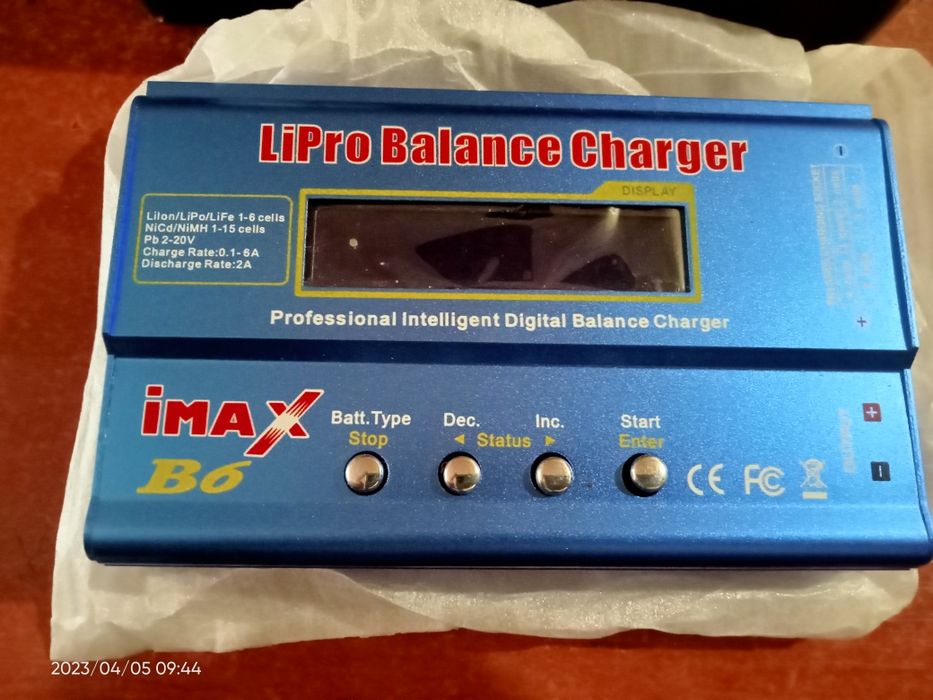 LiPro Balance Charger
DISPLAY
LiIon/LiPo/LiFe 1-6 cells
NiCd/NiMH 1-15 cells
Pb 2-20V
Charge Rate:0.1-6A
Discharge Rate:2A
Professional Intelligent Digital Balance Charger
iMAX
B6
Batt.Type
Stop
Dec.
Inc.
◄ Status ►
Start
Enter
CE FC
+
-
2023/04/05 09:44